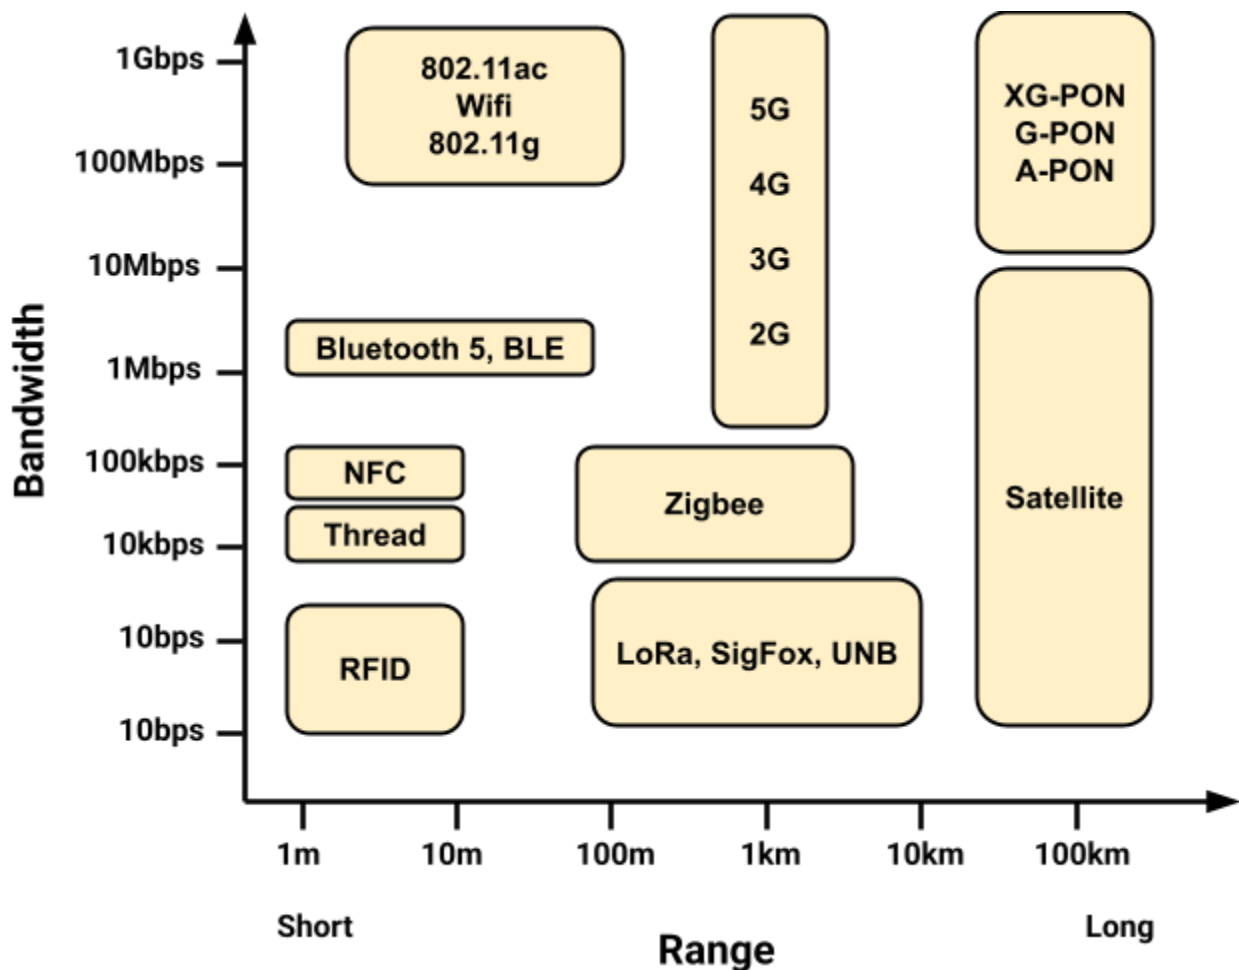 1Gbps
100Mbps
10Mbps
1Mbps
100kbps
10kbps
10bps
10bps
Bandwidth
802.11ac
Wifi
802.11g
5G
4G
3G
2G
XG-PON
G-PON
A-PON
Bluetooth 5, BLE
NFC
Thread
Zigbee
Satellite
RFID
LoRa, SigFox, UNB
1m
10m
100m
1km
10km
100km
Short
Long
Range